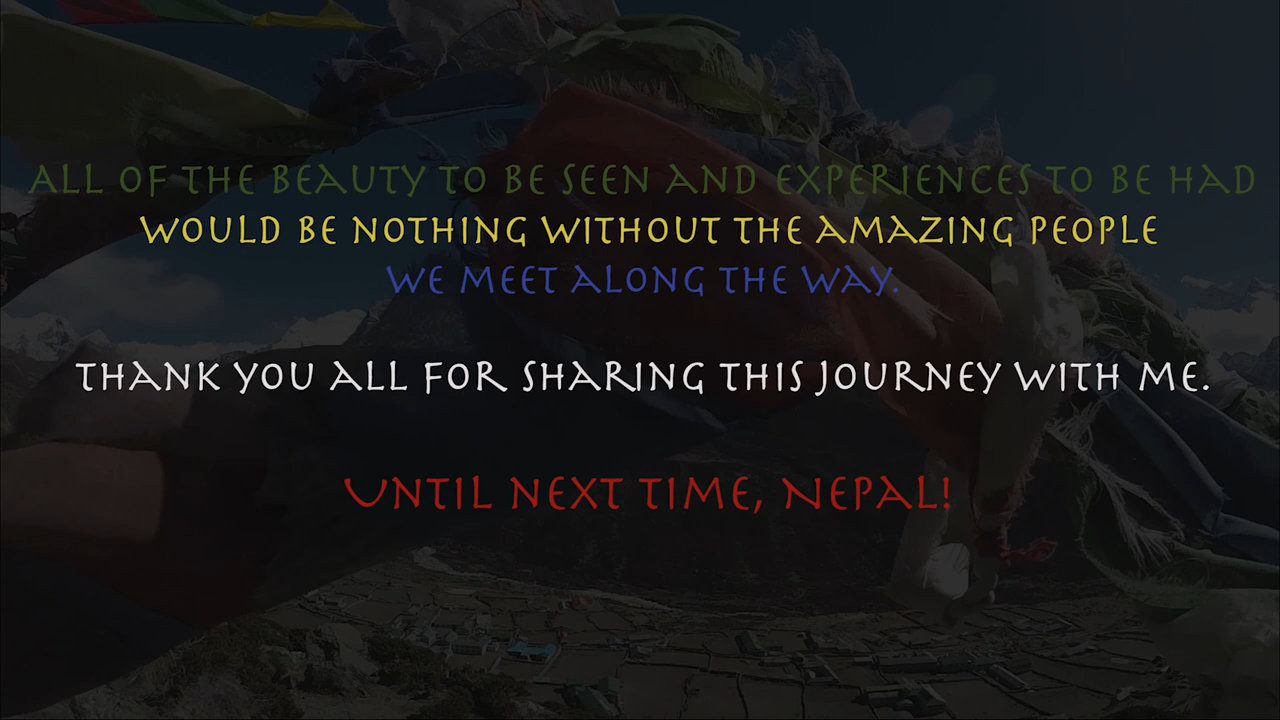 ALL OF THE BEAUTY TO BE SEEN AND EXPERIENCES TO BE HAD
WOULD BE NOTHING WITHOUT THE AMAZING PEOPLE
WE MEET ALONG THE WAY.
THANK YOU ALL FOR SHARING THIS JOURNEY WITH ME.
UNTIL NEXT TIME, NEPAL!